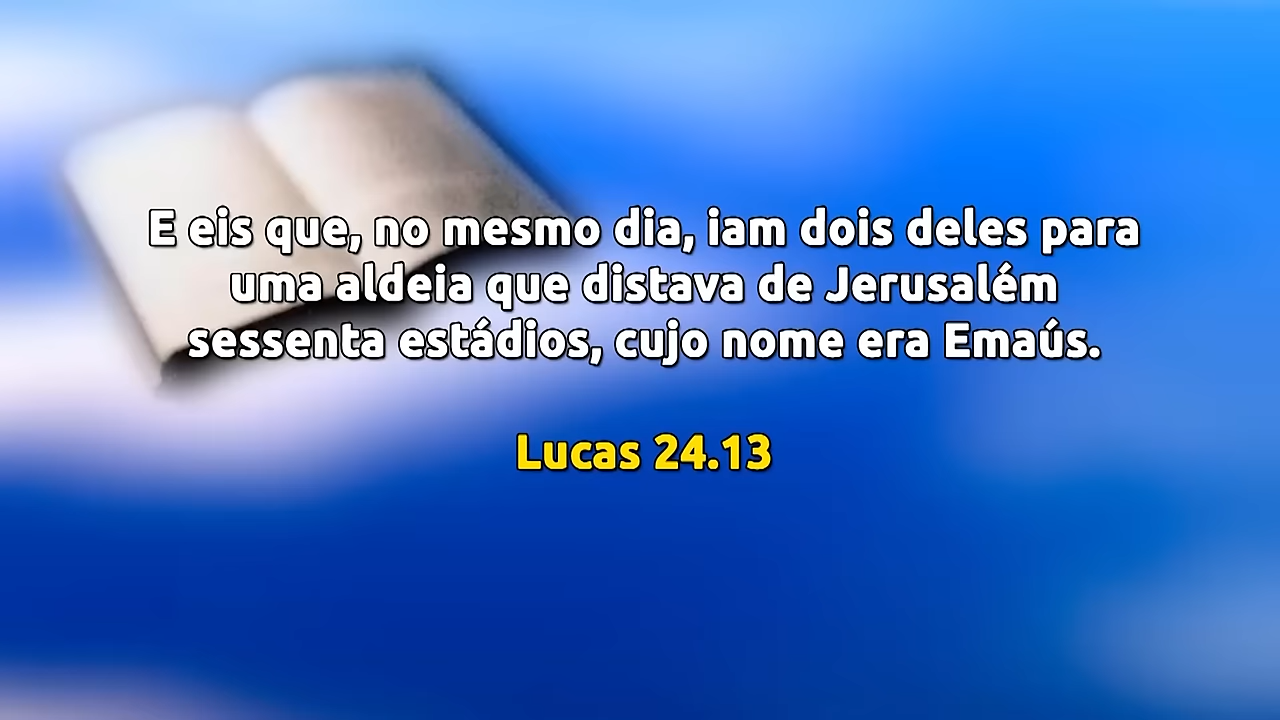 E eis que, no mesmo dia, iam dois deles para
uma aldeia que distava de Jerusalém
sessenta estádios, cujo nome era Emaús.
Lucas 24.13